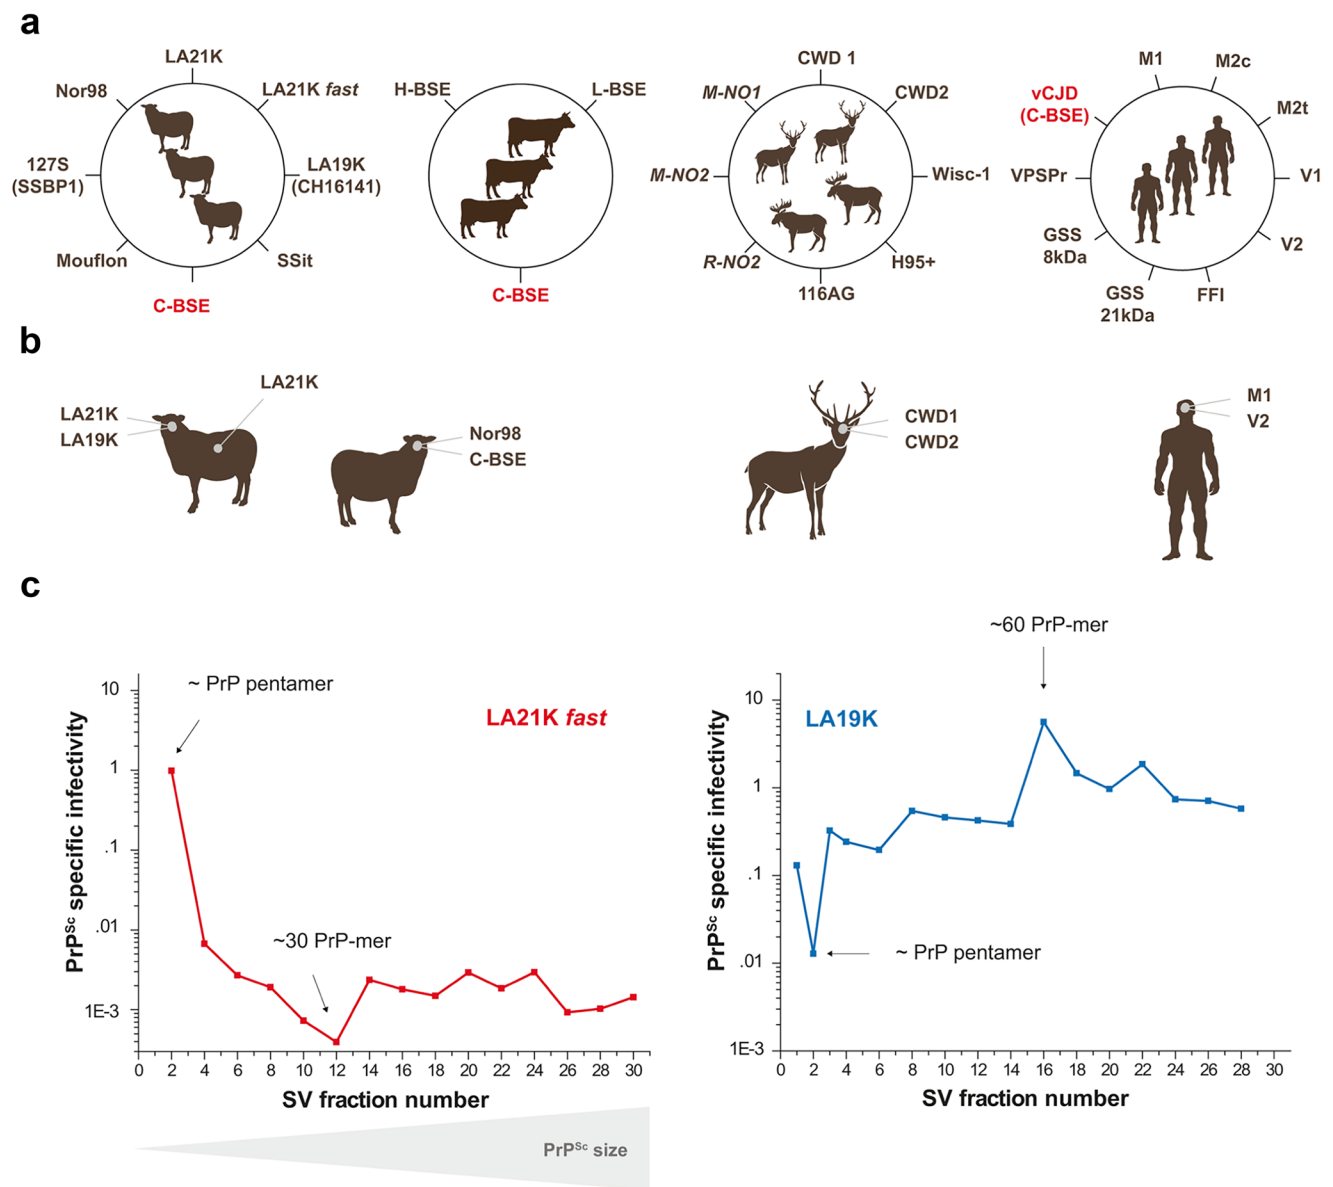 a
LA21K
Nor98
LA21K fast
127S
(SSBP1)
LA19K
(CH16141)
Mouflon
SSit
C-BSE
H-BSE
L-BSE
C-BSE
CWD 1
M-NO1
CWD2
M-NO2
Wisc-1
R-NO2
H95+
116AG
M1
M2c
vCJD
(C-BSE)
M2t
VPSPr
V1
GSS
8kDa
V2
GSS
21kDa
FFI
b
LA21K
LA21K
LA19K
Nor98
C-BSE
CWD1
CWD2
M1
V2
c
~ PrP pentamer
LA21K fast
~30 PrP-mer
PrPSc specific infectivity
10
1
.1
.01
1E-3
0 2 4 6 8 10 12 14 16 18 20 22 24 26 28 30
SV fraction number
PrPSc size
~60 PrP-mer
LA19K
~ PrP pentamer
PrPSc specific infectivity
10
1
.1
.01
1E-3
0 2 4 6 8 10 12 14 16 18 20 22 24 26 28 30
SV fraction number